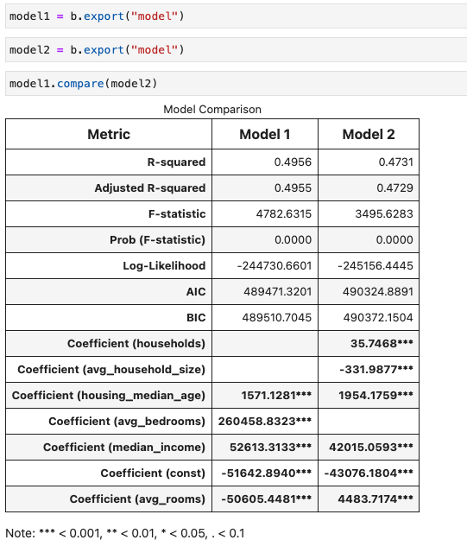 model1 = b.export("model")
model2 = b.export("model")
model1.compare(model2)
Model Comparison
Metric Model 1 Model 2
R-squared 0.4956 0.4731
Adjusted R-squared 0.4955 0.4729
F-statistic 4782.6315 3495.6283
Prob (F-statistic) 0.0000 0.0000
Log-Likelihood -244730.6601 -245156.4445
AIC 489471.3201 490324.8891
BIC 489510.7045 490372.1504
Coefficient (households) 35.7468***
Coefficient (avg_household_size) -331.9877***
Coefficient (housing_median_age) 1571.1281*** 1954.1759***
Coefficient (avg_bedrooms) 260458.8323***
Coefficient (median_income) 52613.3133*** 42015.0593***
Coefficient (const) -51642.8940*** -43076.1804***
Coefficient (avg_rooms) -50605.4481*** 4483.7174***
Note: *** < 0.001, ** < 0.01, * < 0.05, . < 0.1